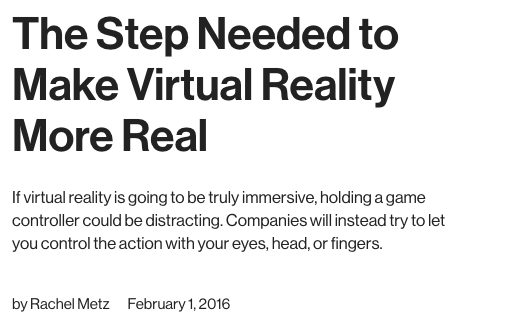 The Step Needed to
Make Virtual Reality
More Real
If virtual reality is going to be truly immersive, holding a game
controller could be distracting. Companies will instead try to let
you control the action with your eyes, head, or fingers.
by Rachel Metz February 1, 2016